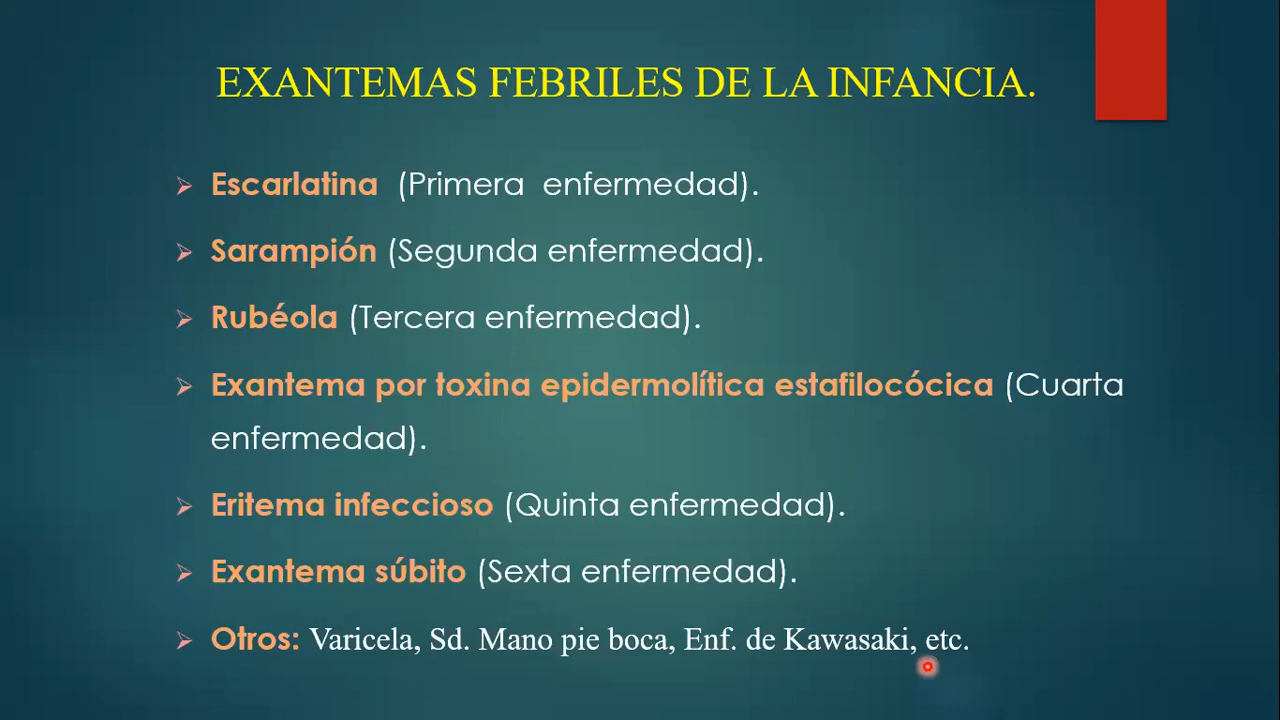 EXANTEMAS FEBRILES DE LA INFANCIA.
Escarlatina (Primera enfermedad).
Sarampión (Segunda enfermedad).
Rubéola (Tercera enfermedad).
Exantema por toxina epidermolítica estafilocócica (Cuarta
enfermedad).
Eritema infeccioso (Quinta enfermedad).
Exantema súbito (Sexta enfermedad).
Otros: Varicela, Sd. Mano pie boca, Enf. de Kawasaki, etc.